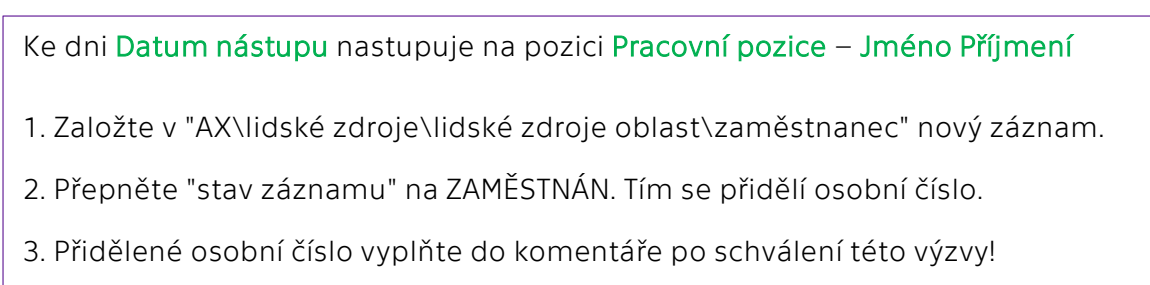 Ke dni Datum nástupu nastupuje na pozici Pracovní pozice – Jméno Příjmení
1. Založte v "AX\lidské zdroje\lidské zdroje oblast\zaměstnanec" nový záznam.
2. Přepněte "stav záznamu" na ZAMĚSTNÁN. Tím se přidělí osobní číslo.
3. Přidělené osobní číslo vyplňte do komentáře po schválení této výzvy!